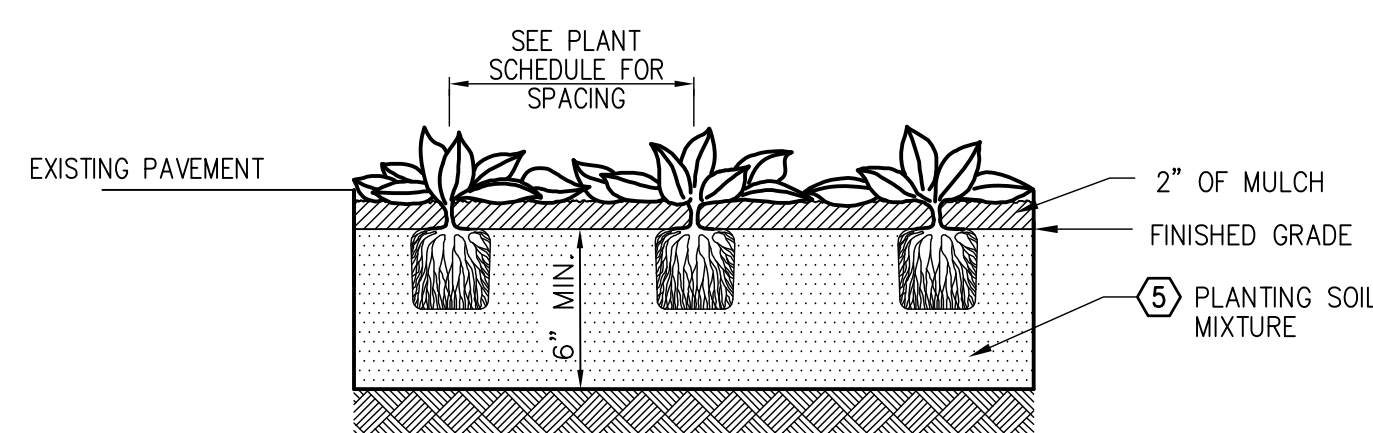 SEE PLANT
SCHEDULE FOR
SPACING
EXISTING PAVEMENT
2” OF MULCH
FINISHED GRADE
5 PLANTING SOIL
MIXTURE
6” MIN.